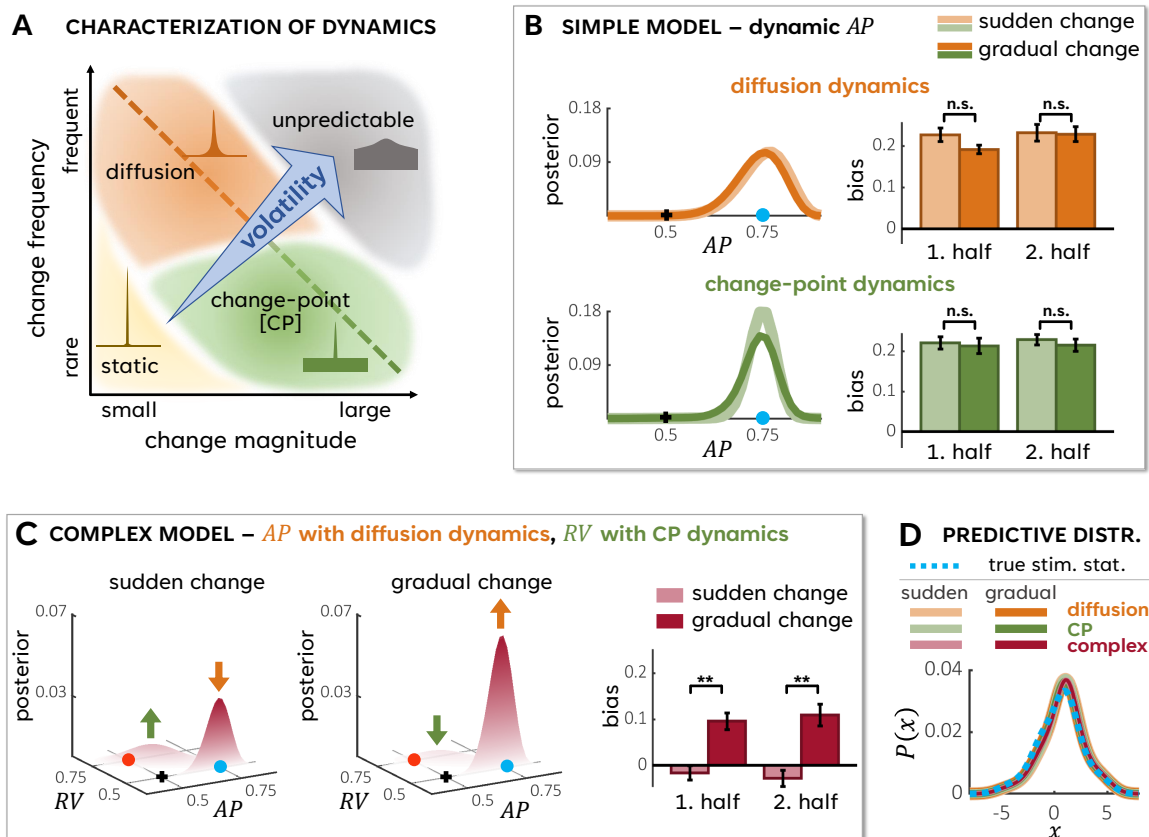 A CHARACTERIZATION OF DYNAMICS
change frequency
frequent
rare
diffusion
unpredictable
volatility
change-point
[CP]
static
small
large
change magnitude
B SIMPLE MODEL – dynamic AP
sudden change
gradual change
diffusion dynamics
posterior
0.18
0.09
0.5
0.75
AP
bias
0.2
0.1
0
n.s.
n.s.
1. half
2. half
change-point dynamics
posterior
0.18
0.09
0.5
0.75
AP
bias
0.2
0.1
0
n.s.
n.s.
1. half
2. half
C COMPLEX MODEL – AP with diffusion dynamics, RV with CP dynamics
sudden change
posterior
0.07
0.03
0.75
0.5
RV
0.5
0.75
AP
gradual change
posterior
0.07
0.03
0.75
0.5
RV
0.5
0.75
AP
sudden change
gradual change
bias
0.2
0.1
0
**
**
1. half
2. half
D PREDICTIVE DISTR.
true stim. stat.
sudden gradual
diffusion
CP
complex
P(x)
0.04
0.02
0
-5
0
5
x